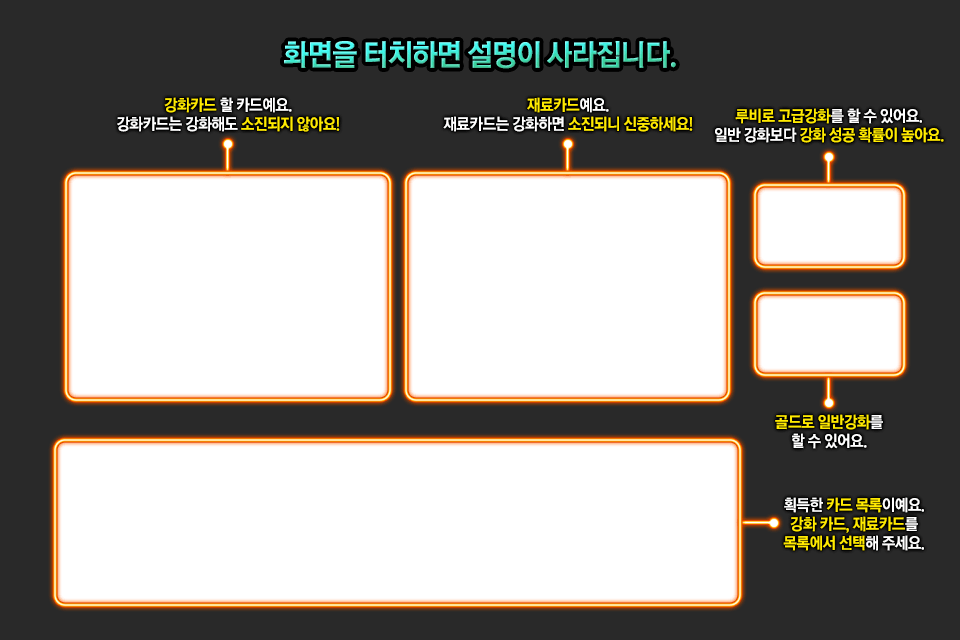 화면을 터치하면 설명이 사라집니다.
강화카드 할 카드예요.
강화카드는 강화해도 소진되지 않아요!
재료카드예요.
재료카드는 강화하면 소진되니 신중하세요!
루비로 고급강화를 할 수 있어요.
일반 강화보다 강화 성공 확률이 높아요.
골드로 일반강화를
할 수 있어요.
획득한 카드 목록이예요.
강화 카드, 재료카드를
목록에서 선택해 주세요.